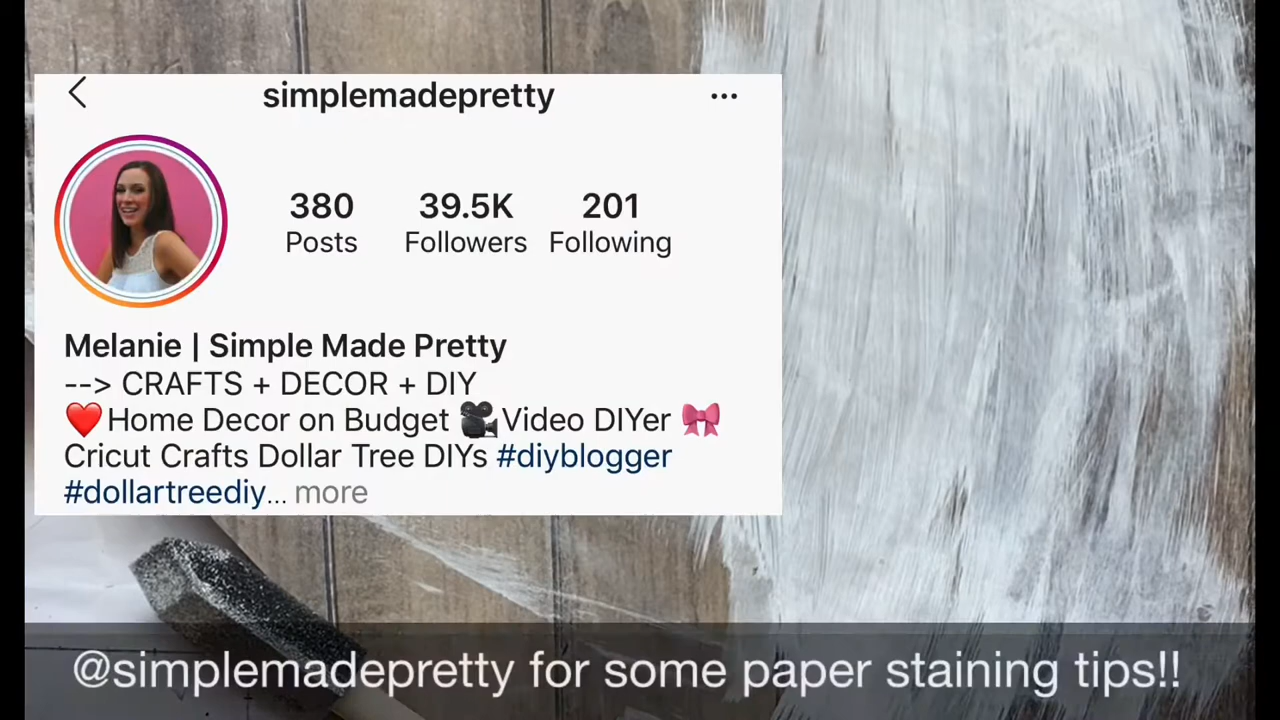 simplemadepretty ...
380 39.5K 201
Posts Followers Following
Melanie | Simple Made Pretty
--> CRAFTS + DECOR + DIY
❤️Home Decor on Budget 🎥Video DIYer 🎀
Cricut Crafts Dollar Tree DIYs #diyblogger
#dollartreediy... more
@simplemadepretty for some paper staining tips!!